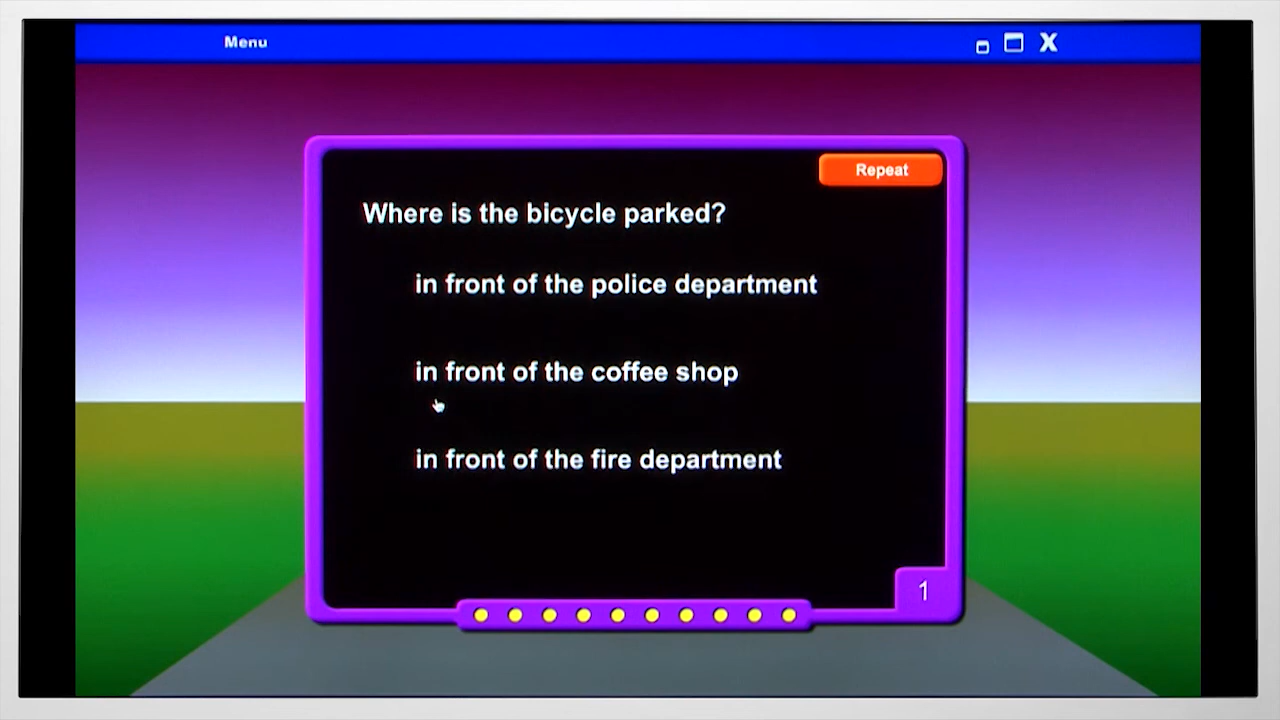 Menu
X
Repeat
Where is the bicycle parked?
in front of the police department
in front of the coffee shop
in front of the fire department
1